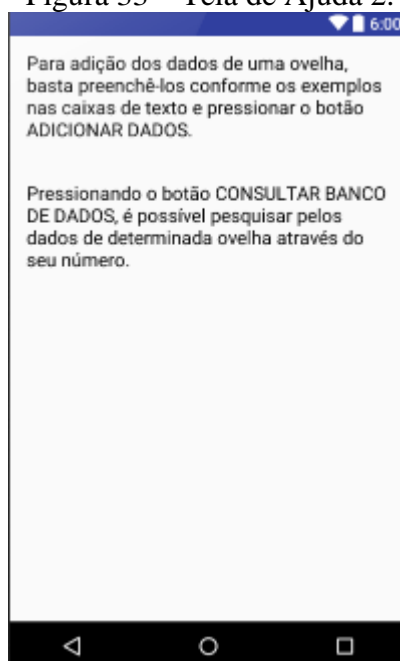 Figura 33 – Tela de Ajuda 2.
6:00
Para adição dos dados de uma ovelha,
basta preenchê-los conforme os exemplos
nas caixas de texto e pressionar o botão
ADICIONAR DADOS.
Pressionando o botão CONSULTAR BANCO
DE DADOS, é possível pesquisar pelos
dados de determinada ovelha através do
seu número.